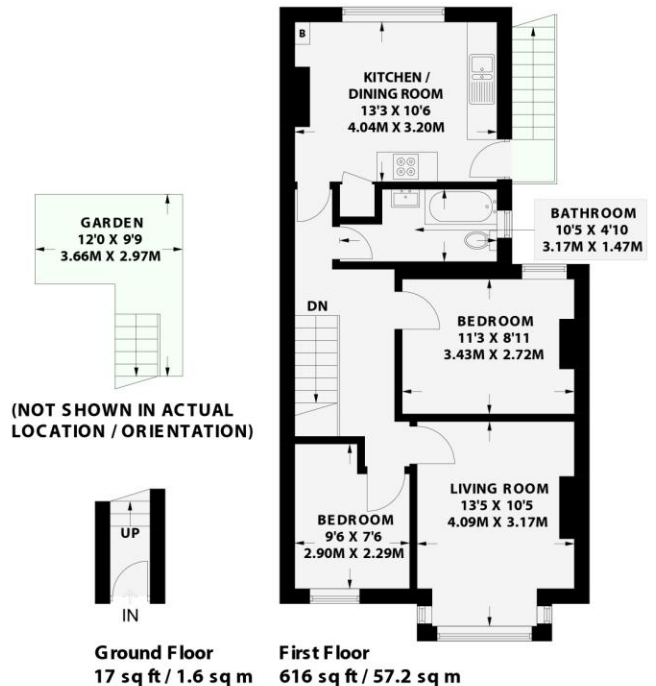 B
KITCHEN /
DINING ROOM
13'3 X 10'6
4.04M X 3.20M
GARDEN
12'0 X 9'9
3.66M X 2.97M
BATHROOM
10'5 X 4'10
3.17M X 1.47M
DN
BEDROOM
11'3 X 8'11
3.43M X 2.72M
(NOT SHOWN IN ACTUAL
LOCATION / ORIENTATION)
LIVING ROOM
13'5 X 10'5
4.09M X 3.17M
BEDROOM
9'6 X 7'6
2.90M X 2.29M
UP
IN
Ground Floor
17 sq ft / 1.6 sq m
First Floor
616 sq ft / 57.2 sq m